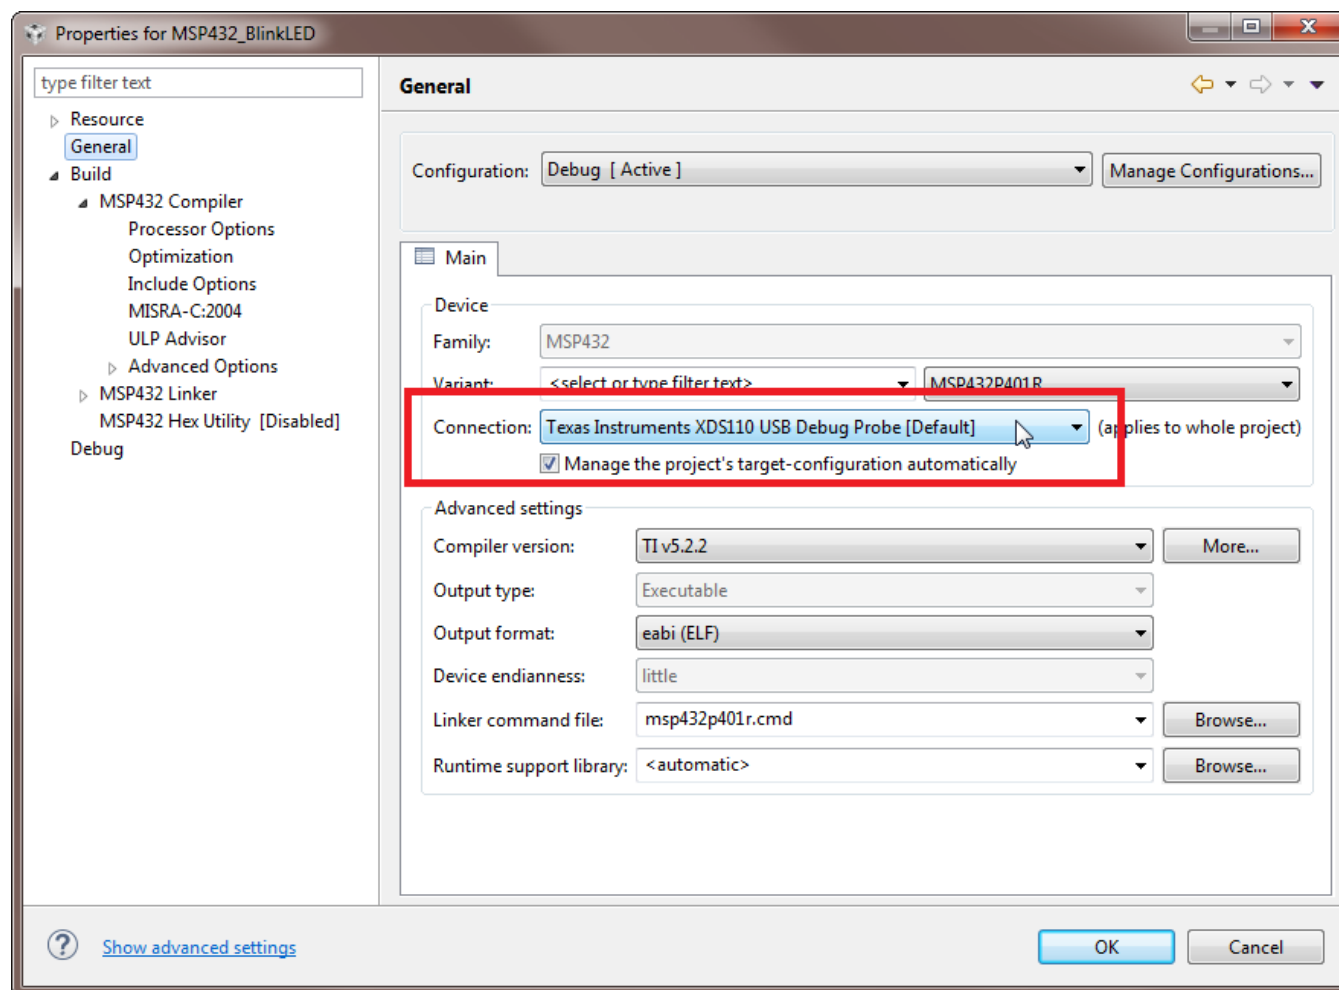 Properties for MSP432_BlinkLED
type filter text
Resource
General
Build
MSP432 Compiler
Processor Options
Optimization
Include Options
MISRA-C:2004
ULP Advisor
Advanced Options
MSP432 Linker
MSP432 Hex Utility [Disabled]
Debug
General
Configuration: Debug [ Active ] Manage Configurations...
Main
Device
Family: MSP432
Variant: <select or type filter text> MSP432P401R
Connection: Texas Instruments XDS110 USB Debug Probe [Default] (applies to whole project)
Manage the project's target-configuration automatically
Advanced settings
Compiler version: TI v5.2.2 More...
Output type: Executable
Output format: eabi (ELF)
Device endianness: little
Linker command file: msp432p401r.cmd Browse...
Runtime support library: <automatic> Browse...
? Show advanced settings OK Cancel